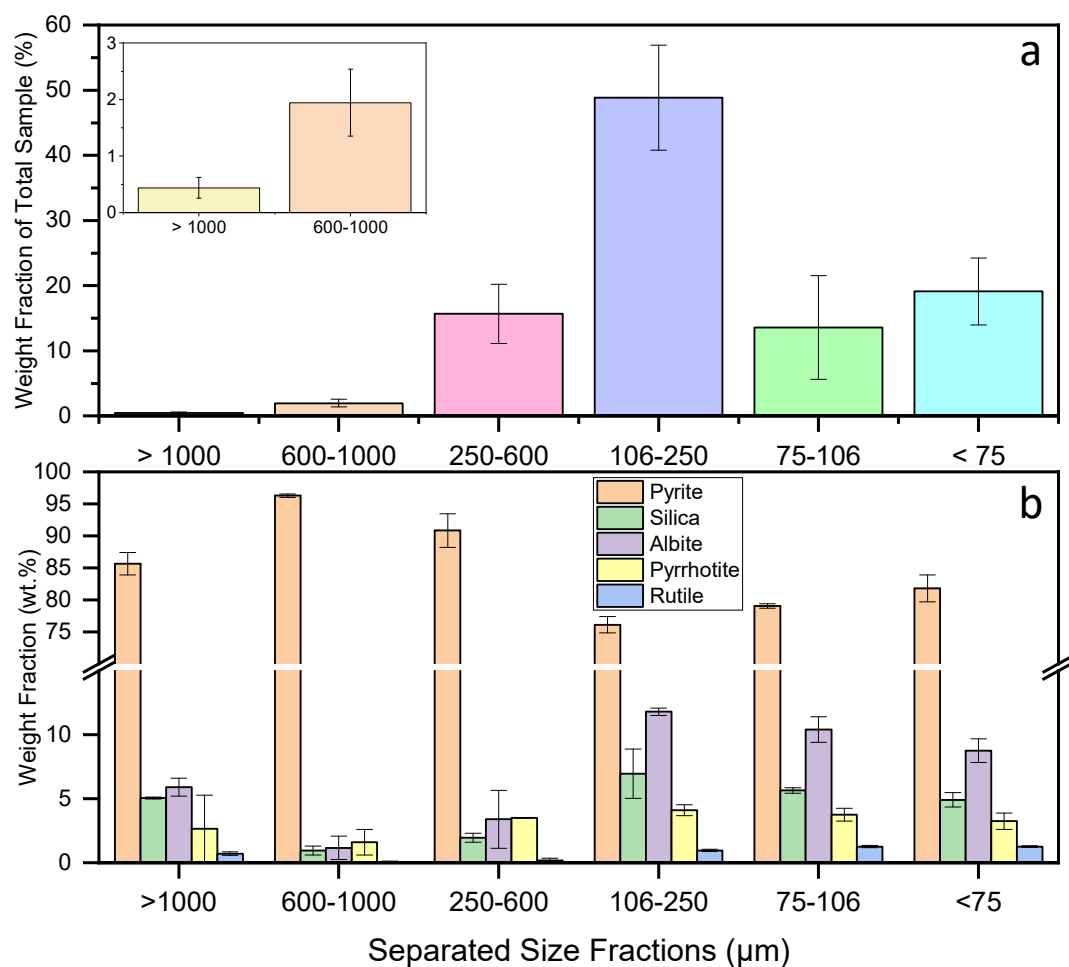 a
Weight Fraction of Total Sample (%)
60
50
40
30
20
10
0
3
2
1
0
> 1000 600-1000
> 1000 600-1000 250-600 106-250 75-106 < 75
b
Weight Fraction (wt.%)
100
95
90
85
80
75
10
5
0
Pyrite
Silica
Albite
Pyrrhotite
Rutile
>1000 600-1000 250-600 106-250 75-106 <75
Separated Size Fractions (µm)